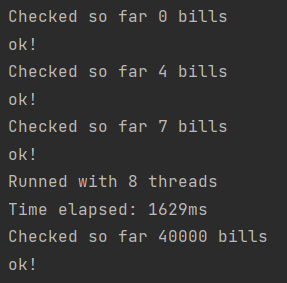 Checked so far 0 bills
ok!
Checked so far 4 bills
ok!
Checked so far 7 bills
ok!
Runned with 8 threads
Time elapsed: 1629ms
Checked so far 40000 bills
ok!